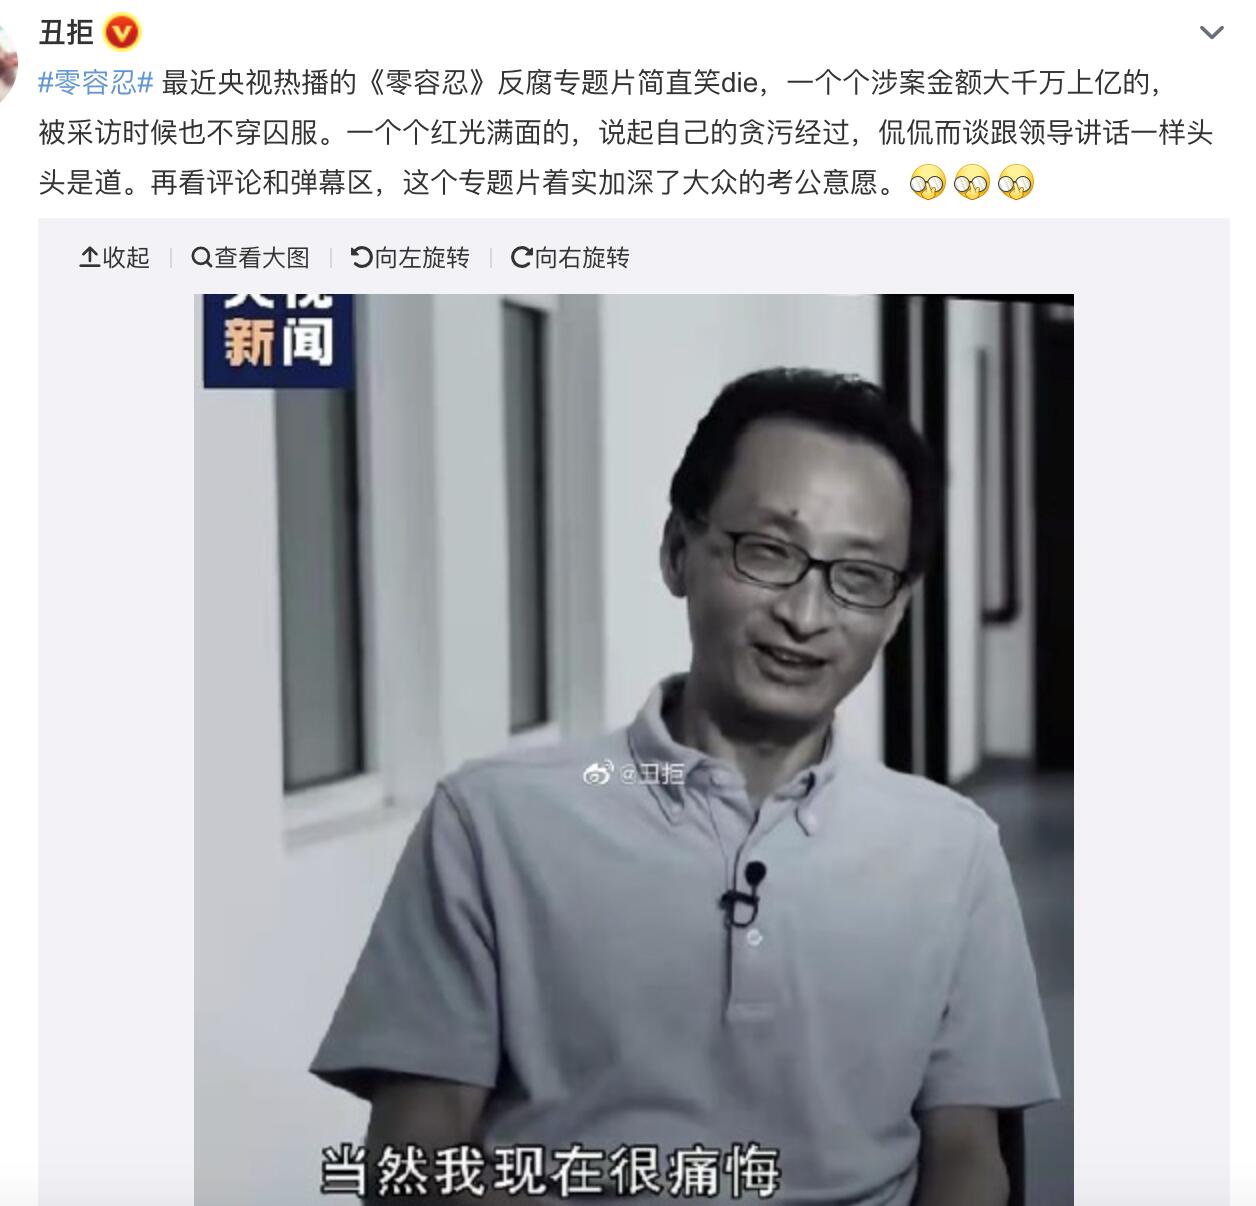 丑拒
#零容忍# 最近央视热播的《零容忍》反腐专题片简直笑die，一个个涉案金额大千万上亿的，
被采访时候也不穿囚服。一个个红光满面的，说起自己的贪污经过，侃侃而谈跟领导讲话一样头
头是道。再看评论和弹幕区，这个专题片着实加深了大众的考公意愿。
收起 查看大图 向左旋转 向右旋转
央视
新闻
@丑拒
当然我现在很痛悔